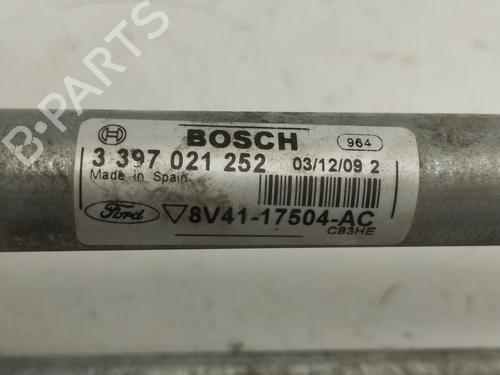 BOSCH
964
3 397 021 252 03/12/09 2
Made in Spain.
Ford
8V41-17504-AC
C83HE
B-PARTS